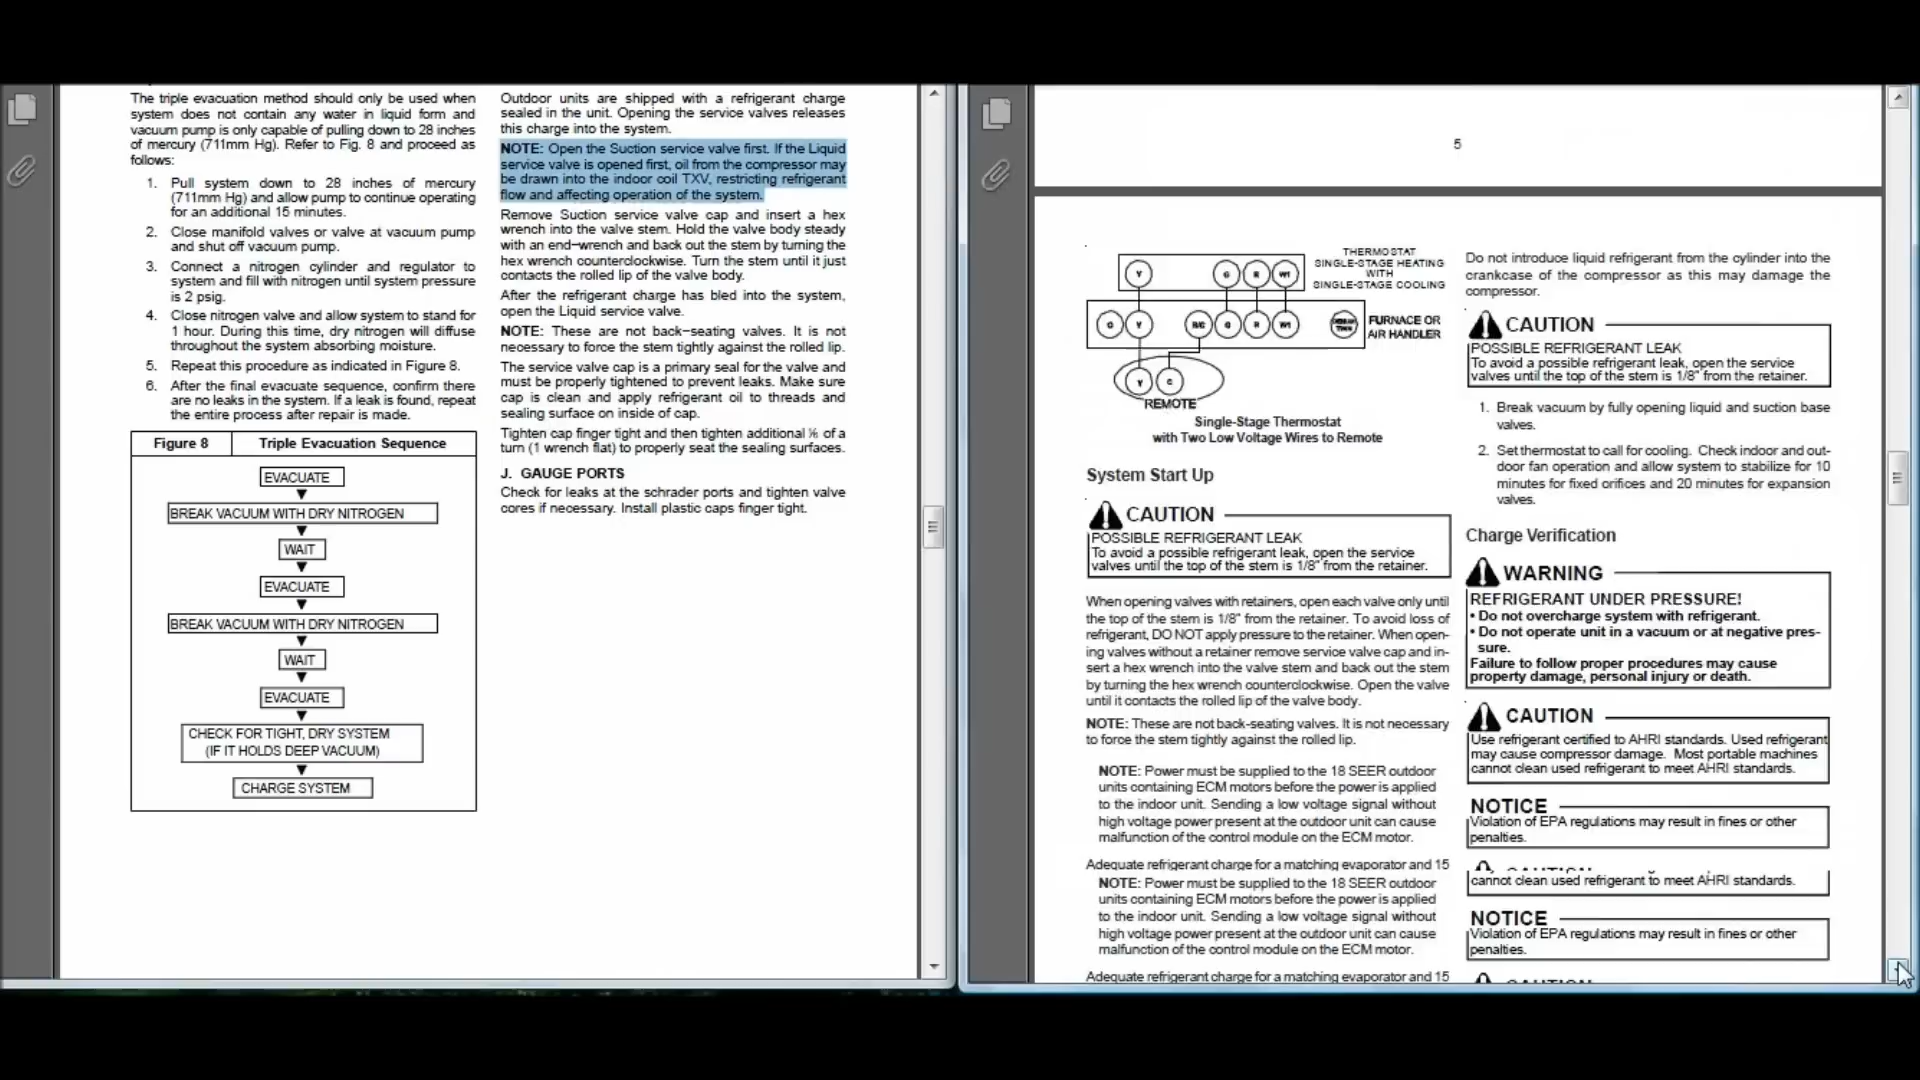 The triple evacuation method should only be used when
system does not contain any water in liquid form and
vacuum pump is only capable of pulling down to 28 inches
of mercury (711mm Hg). Refer to Fig. 8 and proceed as
follows:
1. Pull system down to 28 inches of mercury
(711mm Hg) and allow pump to continue operating
for an additional 15 minutes.
2. Close manifold valves or valve at vacuum pump
and shut off vacuum pump.
3. Connect a nitrogen cylinder and regulator to
system and fill with nitrogen until system pressure
is 2 psig.
4. Close nitrogen valve and allow system to stand for
1 hour. During this time, dry nitrogen will diffuse
throughout the system absorbing moisture.
5. Repeat this procedure as indicated in Figure 8.
6. After the final evacuate sequence, confirm there
are no leaks in the system. If a leak is found, repeat
the entire process after repair is made.
Figure 8 Triple Evacuation Sequence
EVACUATE
BREAK VACUUM WITH DRY NITROGEN
WAIT
EVACUATE
BREAK VACUUM WITH DRY NITROGEN
WAIT
EVACUATE
CHECK FOR TIGHT, DRY SYSTEM
(IF IT HOLDS DEEP VACUUM)
CHARGE SYSTEM
Outdoor units are shipped with a refrigerant charge
sealed in the unit. Opening the service valves releases
this charge into the system.
NOTE: Open the Suction service valve first. If the Liquid
service valve is opened first, oil from the compressor may
be drawn into the indoor coil TXV, restricting refrigerant
flow and affecting operation of the system.
Remove Suction service valve cap and insert a hex
wrench into the valve stem. Hold the valve body steady
with an end−wrench and back out the stem by turning the
hex wrench counterclockwise. Turn the stem until it just
contacts the rolled lip of the valve body.
After the refrigerant charge has bled into the system,
open the Liquid service valve.
NOTE: These are not back−seating valves. It is not
necessary to force the stem tightly against the rolled lip.
The service valve cap is a primary seal for the valve and
must be properly tightened to prevent leaks. Make sure
cap is clean and apply refrigerant oil to threads and
sealing surface on inside of cap.
Tighten cap finger tight and then tighten additional ⅙ of a
turn (1 wrench flat) to properly seat the sealing surfaces.
J. GAUGE PORTS
Check for leaks at the schrader ports and tighten valve
cores if necessary. Install plastic caps finger tight.
5
THERMOSTAT
SINGLE-STAGE HEATING
WITH
SINGLE-STAGE COOLING
Y G R W1
C Y R/C G R W1
FURNACE OR
AIR HANDLER
Y C
REMOTE
Single-Stage Thermostat
with Two Low Voltage Wires to Remote
System Start Up
CAUTION
POSSIBLE REFRIGERANT LEAK
To avoid a possible refrigerant leak, open the service
valves until the top of the stem is 1/8" from the retainer.
When opening valves with retainers, open each valve only until
the top of the stem is 1/8" from the retainer. To avoid loss of
refrigerant, DO NOT apply pressure to the retainer. When open-
ing valves without a retainer remove service valve cap and in-
sert a hex wrench into the valve stem and back out the stem
by turning the hex wrench counterclockwise. Open the valve
until it contacts the rolled lip of the valve body.
NOTE: These are not back-seating valves. It is not necessary
to force the stem tightly against the rolled lip.
NOTE: Power must be supplied to the 18 SEER outdoor
units containing ECM motors before the power is applied
to the indoor unit. Sending a low voltage signal without
high voltage power present at the outdoor unit can cause
malfunction of the control module on the ECM motor.
Adequate refrigerant charge for a matching evaporator and 15
NOTE: Power must be supplied to the 18 SEER outdoor
units containing ECM motors before the power is applied
to the indoor unit. Sending a low voltage signal without
high voltage power present at the outdoor unit can cause
malfunction of the control module on the ECM motor.
Adequate refrigerant charge for a matching evaporator and 15
Do not introduce liquid refrigerant from the cylinder into the
crankcase of the compressor as this may damage the
compressor.
CAUTION
POSSIBLE REFRIGERANT LEAK
To avoid a possible refrigerant leak, open the service
valves until the top of the stem is 1/8" from the retainer.
1. Break vacuum by fully opening liquid and suction base
valves.
2. Set thermostat to call for cooling. Check indoor and out-
door fan operation and allow system to stabilize for 10
minutes for fixed orifices and 20 minutes for expansion
valves.
Charge Verification
WARNING
REFRIGERANT UNDER PRESSURE!
• Do not overcharge system with refrigerant.
• Do not operate unit in a vacuum or at negative pres-
sure.
Failure to follow proper procedures may cause
property damage, personal injury or death.
CAUTION
Use refrigerant certified to AHRI standards. Used refrigerant
may cause compressor damage. Most portable machines
cannot clean used refrigerant to meet AHRI standards.
NOTICE
Violation of EPA regulations may result in fines or other
penalties.
cannot clean used refrigerant to meet AHRI standards.
NOTICE
Violation of EPA regulations may result in fines or other
penalties.